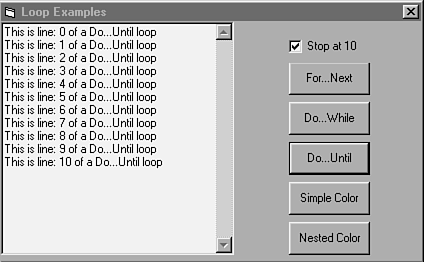 Loop Examples
This is line: 0 of a Do...Until loop
This is line: 1 of a Do...Until loop
This is line: 2 of a Do...Until loop
This is line: 3 of a Do...Until loop
This is line: 4 of a Do...Until loop
This is line: 5 of a Do...Until loop
This is line: 6 of a Do...Until loop
This is line: 7 of a Do...Until loop
This is line: 8 of a Do...Until loop
This is line: 9 of a Do...Until loop
This is line: 10 of a Do...Until loop
Stop at 10
For...Next
Do...While
Do...Until
Simple Color
Nested Color